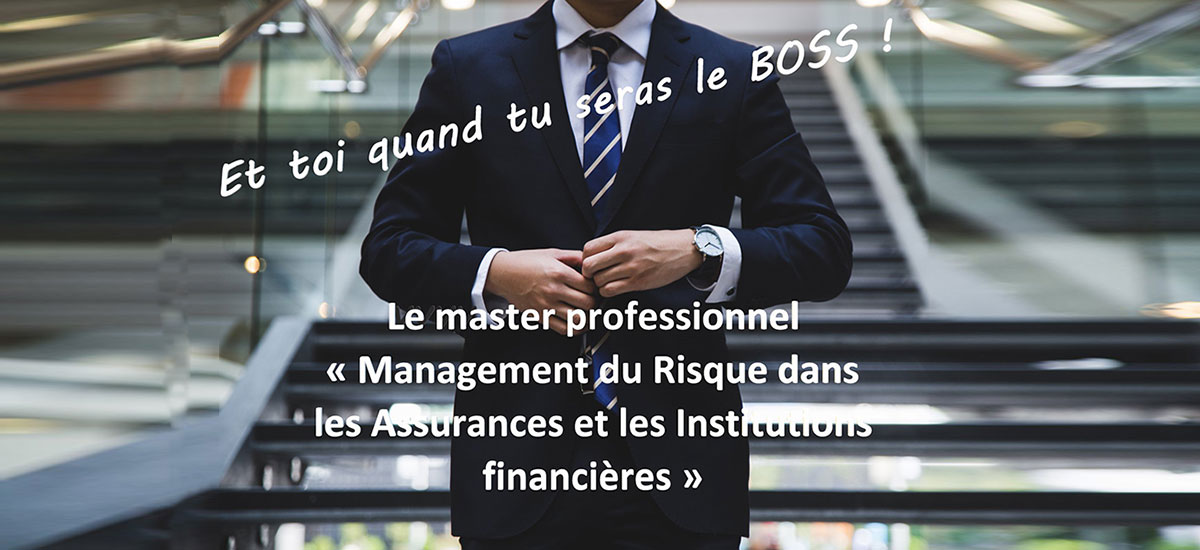 Et toi quand tu seras le BOSS !
Le master professionnel
« Management du Risque dans
les Assurances et les Institutions
financières »